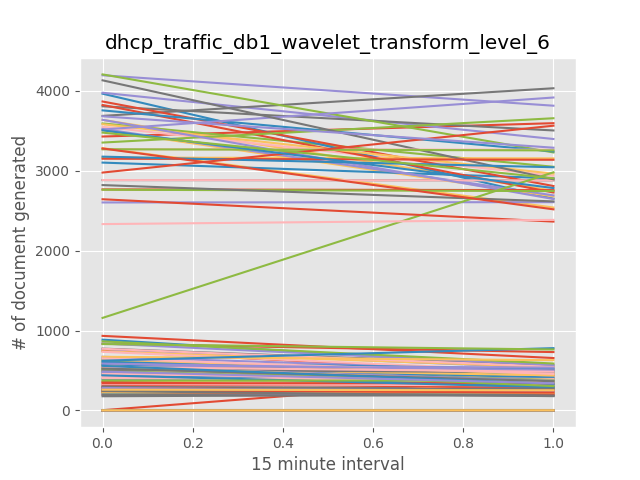 dhcp_traffic_db1_wavelet_transform_level_6
# of document generated
4000
3000
2000
1000
0
0.0 0.2 0.4 0.6 0.8 1.0
15 minute interval